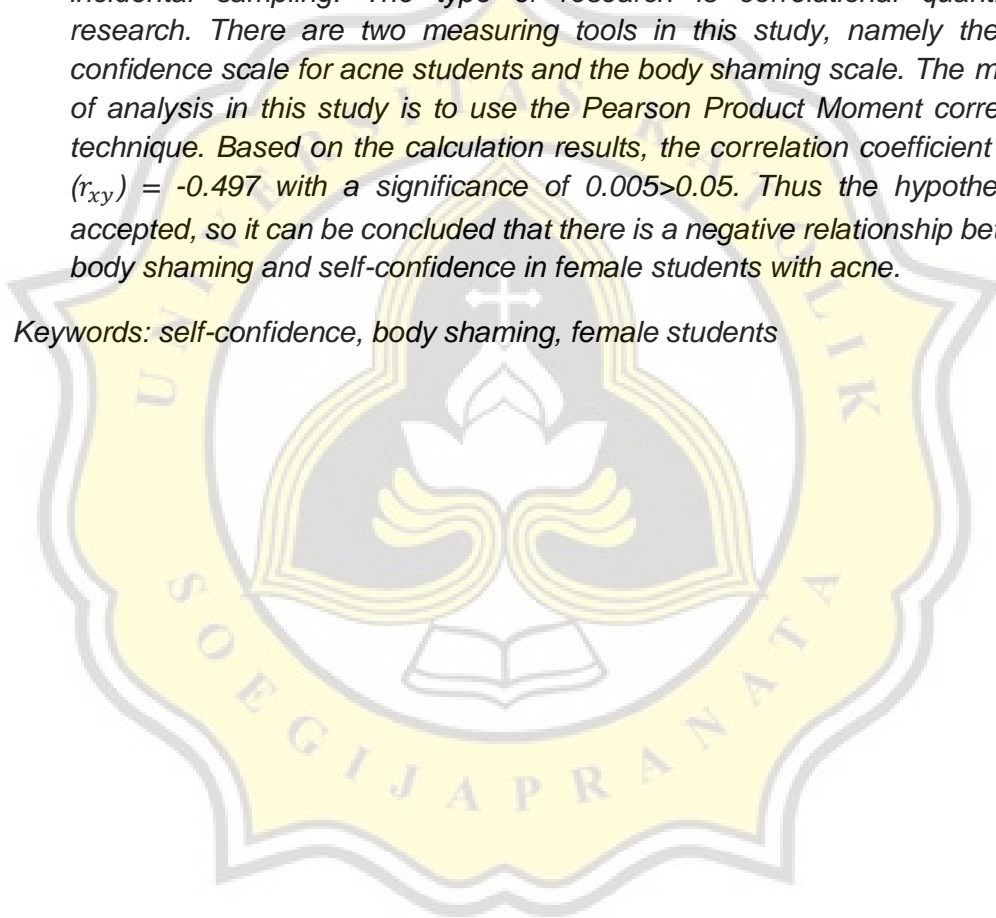 incidental sampling. The type of research is correlational quanti
research. There are two measuring tools in this study, namely the
confidence scale for acne students and the body shaming scale. The m
of analysis in this study is to use the Pearson Product Moment corre
technique. Based on the calculation results, the correlation coefficient
(rxy) = -0.497 with a significance of 0.005>0.05. Thus the hypothe
accepted, so it can be concluded that there is a negative relationship bet
body shaming and self-confidence in female students with acne.
Keywords: self-confidence, body shaming, female students
UNIVERSITAS KATOLIK
SOEGIJAPRANATA